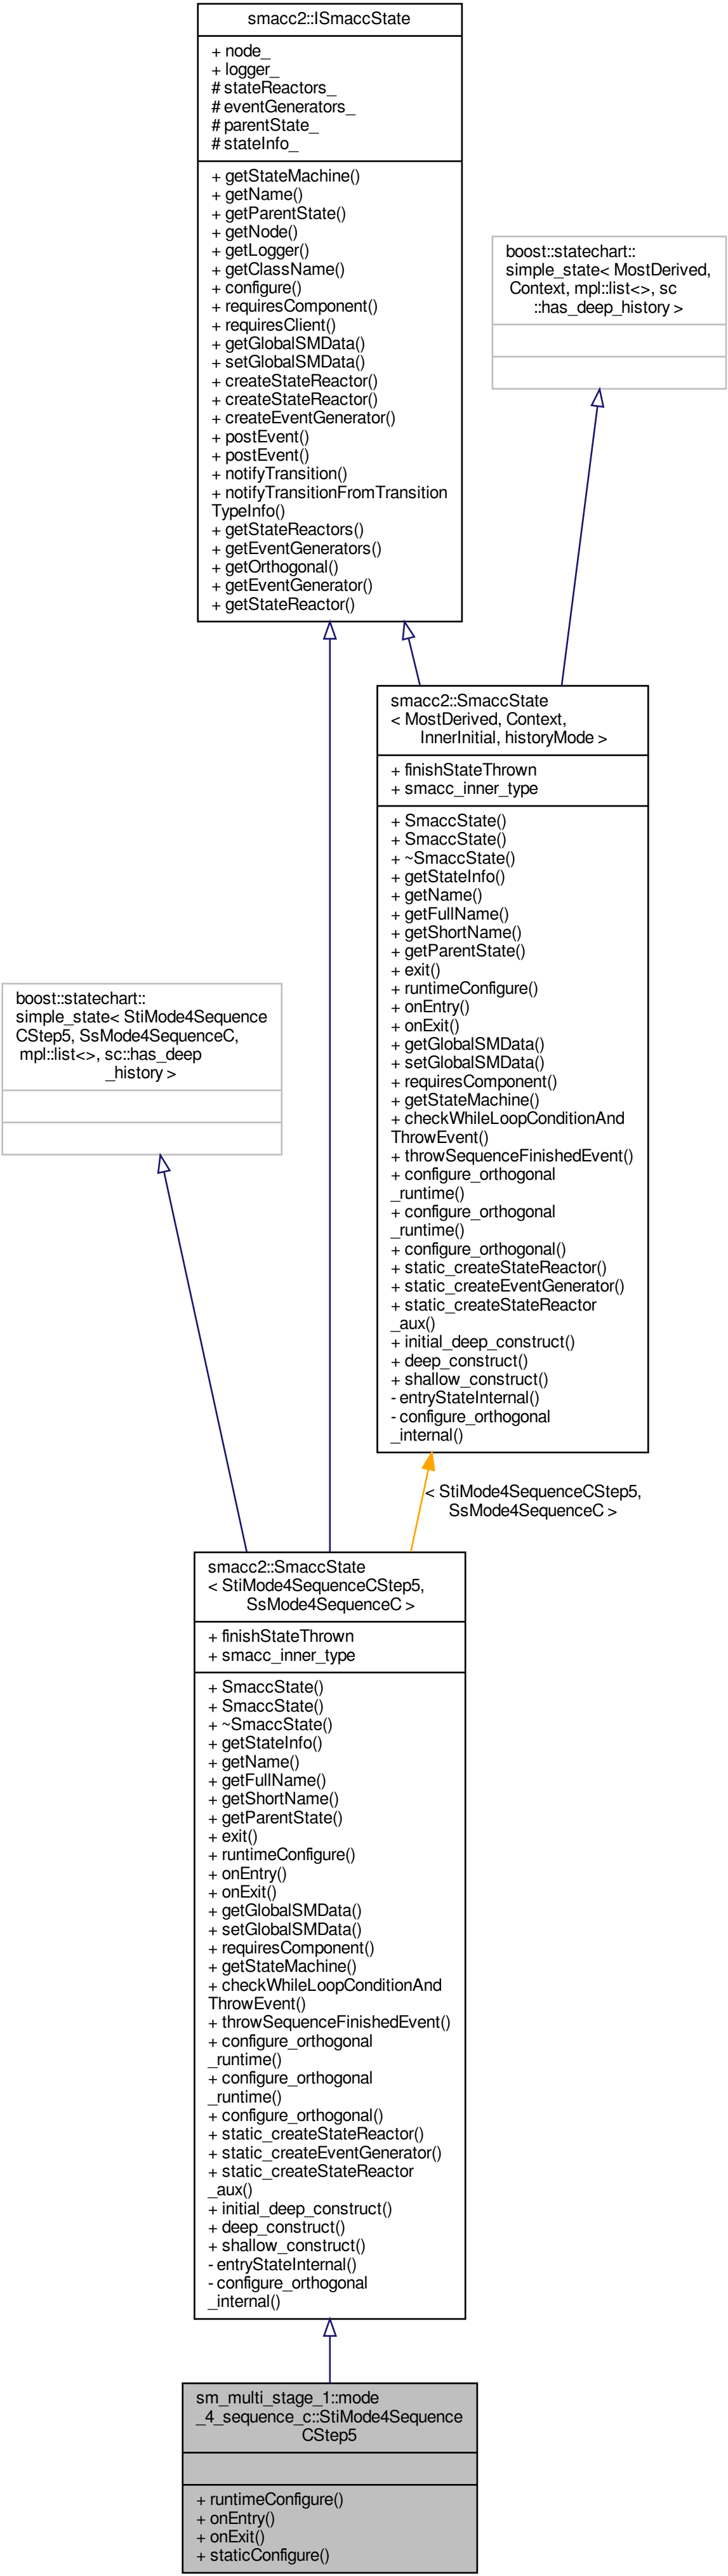 smacc2::ISmaccState
+ node_
+ logger_
# stateReactors_
# eventGenerators_
# parentState_
# stateInfo_
+ getStateMachine()
+ getName()
+ getParentState()
+ getNode()
+ getLogger()
+ getClassName()
+ configure()
+ requiresComponent()
+ requiresClient()
+ getGlobalSMData()
+ setGlobalSMData()
+ createStateReactor()
+ createStateReactor()
+ createEventGenerator()
+ postEvent()
+ postEvent()
+ notifyTransition()
+ notifyTransitionFromTransition
TypeInfo()
+ getStateReactors()
+ getEventGenerators()
+ getOrthogonal()
+ getEventGenerator()
+ getStateReactor()
boost::statechart::
simple_state< MostDerived,
Context, mpl::list<>, sc
::has_deep_history >
smacc2::SmaccState
< MostDerived, Context,
InnerInitial, historyMode >
+ finishStateThrown
+ smacc_inner_type
+ SmaccState()
+ SmaccState()
+ ~SmaccState()
+ getStateInfo()
+ getName()
+ getFullName()
+ getShortName()
+ getParentState()
+ exit()
+ runtimeConfigure()
+ onEntry()
+ onExit()
+ getGlobalSMData()
+ setGlobalSMData()
+ requiresComponent()
+ getStateMachine()
+ checkWhileLoopConditionAnd
ThrowEvent()
+ throwSequenceFinishedEvent()
+ configure_orthogonal
_runtime()
+ configure_orthogonal
_runtime()
+ configure_orthogonal()
+ static_createStateReactor()
+ static_createEventGenerator()
+ static_createStateReactor
_aux()
+ initial_deep_construct()
+ deep_construct()
+ shallow_construct()
- entryStateInternal()
- configure_orthogonal
_internal()
boost::statechart::
simple_state< StiMode4Sequence
CStep5, SsMode4SequenceC,
mpl::list<>, sc::has_deep
_history >
< StiMode4SequenceCStep5,
SsMode4SequenceC >
smacc2::SmaccState
< StiMode4SequenceCStep5,
SsMode4SequenceC >
+ finishStateThrown
+ smacc_inner_type
+ SmaccState()
+ SmaccState()
+ ~SmaccState()
+ getStateInfo()
+ getName()
+ getFullName()
+ getShortName()
+ getParentState()
+ exit()
+ runtimeConfigure()
+ onEntry()
+ onExit()
+ getGlobalSMData()
+ setGlobalSMData()
+ requiresComponent()
+ getStateMachine()
+ checkWhileLoopConditionAnd
ThrowEvent()
+ throwSequenceFinishedEvent()
+ configure_orthogonal
_runtime()
+ configure_orthogonal
_runtime()
+ configure_orthogonal()
+ static_createStateReactor()
+ static_createEventGenerator()
+ static_createStateReactor
_aux()
+ initial_deep_construct()
+ deep_construct()
+ shallow_construct()
- entryStateInternal()
- configure_orthogonal
_internal()
sm_multi_stage_1::mode
_4_sequence_c::StiMode4Sequence
CStep5
+ runtimeConfigure()
+ onEntry()
+ onExit()
+ staticConfigure()